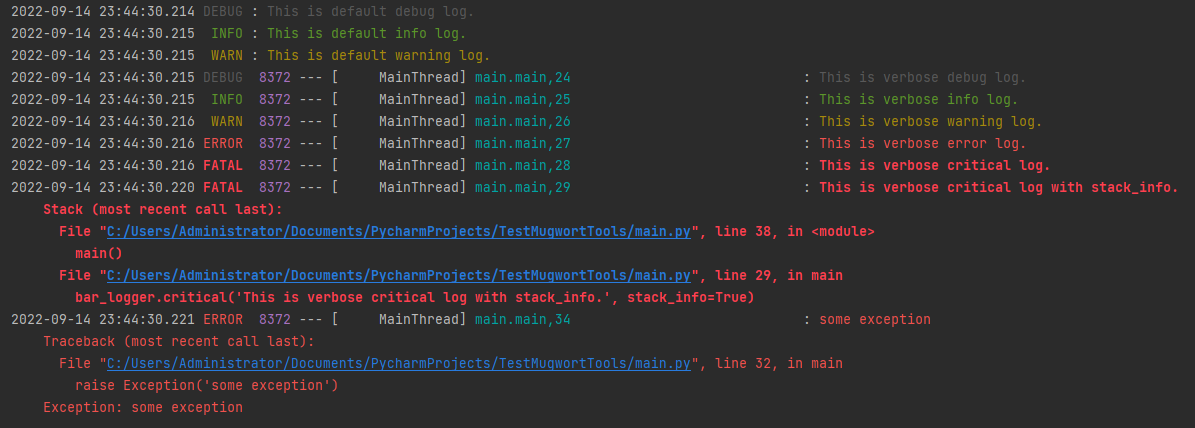 2022-09-14 23:44:30.214 DEBUG : This is default debug log.
2022-09-14 23:44:30.215  INFO : This is default info log.
2022-09-14 23:44:30.215  WARN : This is default warning log.
2022-09-14 23:44:30.215 DEBUG  8372 --- [     MainThread] main.main,24                             : This is verbose debug log.
2022-09-14 23:44:30.215  INFO  8372 --- [     MainThread] main.main,25                             : This is verbose info log.
2022-09-14 23:44:30.216  WARN  8372 --- [     MainThread] main.main,26                             : This is verbose warning log.
2022-09-14 23:44:30.216 ERROR  8372 --- [     MainThread] main.main,27                             : This is verbose error log.
2022-09-14 23:44:30.216 FATAL  8372 --- [     MainThread] main.main,28                             : This is verbose critical log.
2022-09-14 23:44:30.220 FATAL  8372 --- [     MainThread] main.main,29                             : This is verbose critical log with stack_info.
    Stack (most recent call last):
      File "C:/Users/Administrator/Documents/PycharmProjects/TestMugwortTools/main.py", line 38, in <module>
        main()
      File "C:/Users/Administrator/Documents/PycharmProjects/TestMugwortTools/main.py", line 29, in main
        bar_logger.critical('This is verbose critical log with stack_info.', stack_info=True)
2022-09-14 23:44:30.221 ERROR  8372 --- [     MainThread] main.main,34                             : some exception
    Traceback (most recent call last):
      File "C:/Users/Administrator/Documents/PycharmProjects/TestMugwortTools/main.py", line 32, in main
        raise Exception('some exception')
    Exception: some exception